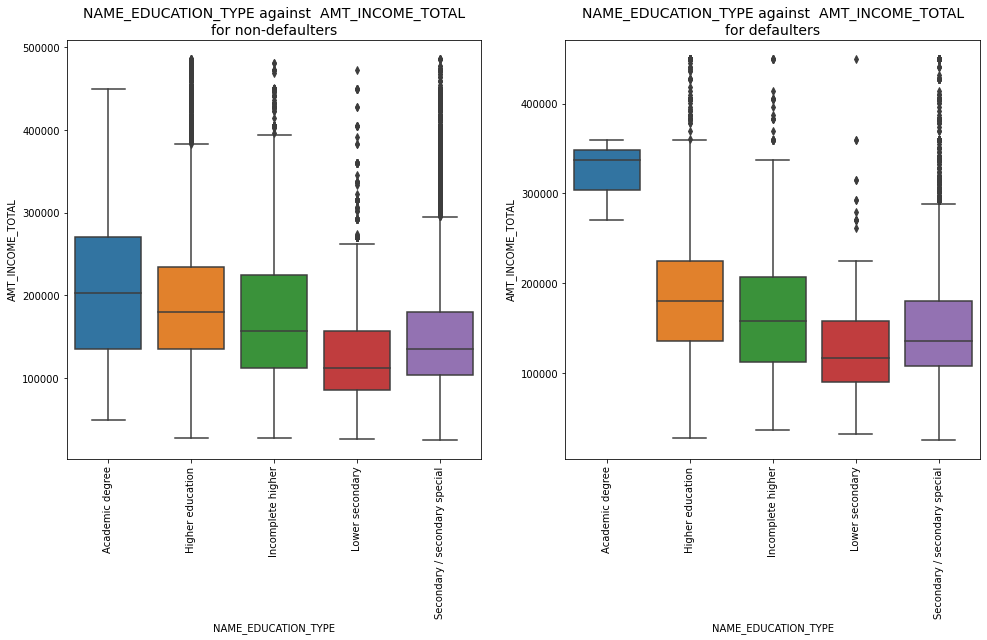 NAME_EDUCATION_TYPE against  AMT_INCOME_TOTAL
for non-defaulters
500000
400000
300000
200000
100000
AMT_INCOME_TOTAL
Academic degree
Higher education
Incomplete higher
Lower secondary
Secondary / secondary special
NAME_EDUCATION_TYPE
NAME_EDUCATION_TYPE against  AMT_INCOME_TOTAL
for defaulters
400000
300000
200000
100000
AMT_INCOME_TOTAL
Academic degree
Higher education
Incomplete higher
Lower secondary
Secondary / secondary special
NAME_EDUCATION_TYPE